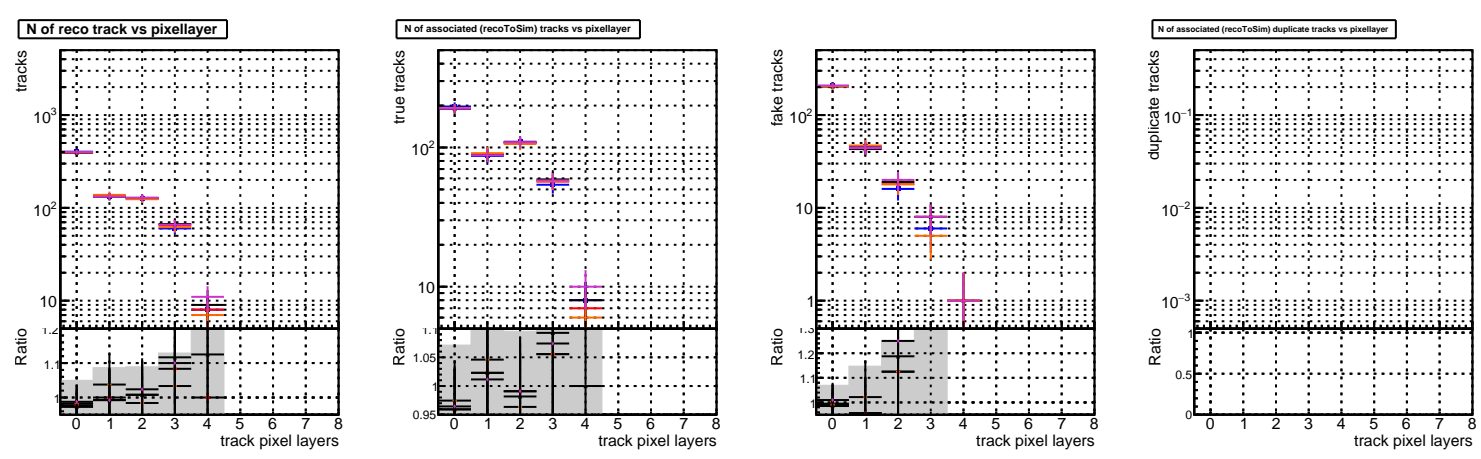 N of reco track vs pixellayer
tracks
10³
10²
10
Ratio
1.2
1.1
1
0 1 2 3 4 5 6 7 8
track pixel layers
N of associated (recoToSim) tracks vs pixellayer
true tracks
10²
10
Ratio
1.1
1.05
1
0.95
0 1 2 3 4 5 6 7 8
track pixel layers
fake tracks
10²
10
1
Ratio
1.3
1.2
1.1
1
0 1 2 3 4 5 6 7 8
track pixel layers
N of associated (recoToSim) duplicate tracks vs pixellayer
duplicate tracks
10⁻¹
10⁻²
10⁻³
Ratio
1
0.5
0
0 1 2 3 4 5 6 7 8
track pixel layers